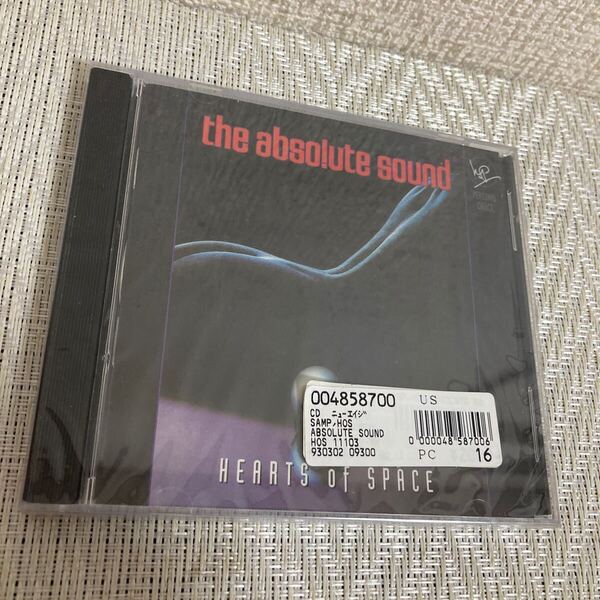 the absolute sound
004858700 US
CD ニューエイジ
SAMP,HOS
ABSOLUTE SOUND
HOS 11103
930302 09300
0 000048 587006
PC 16
HEARTS of SPACE